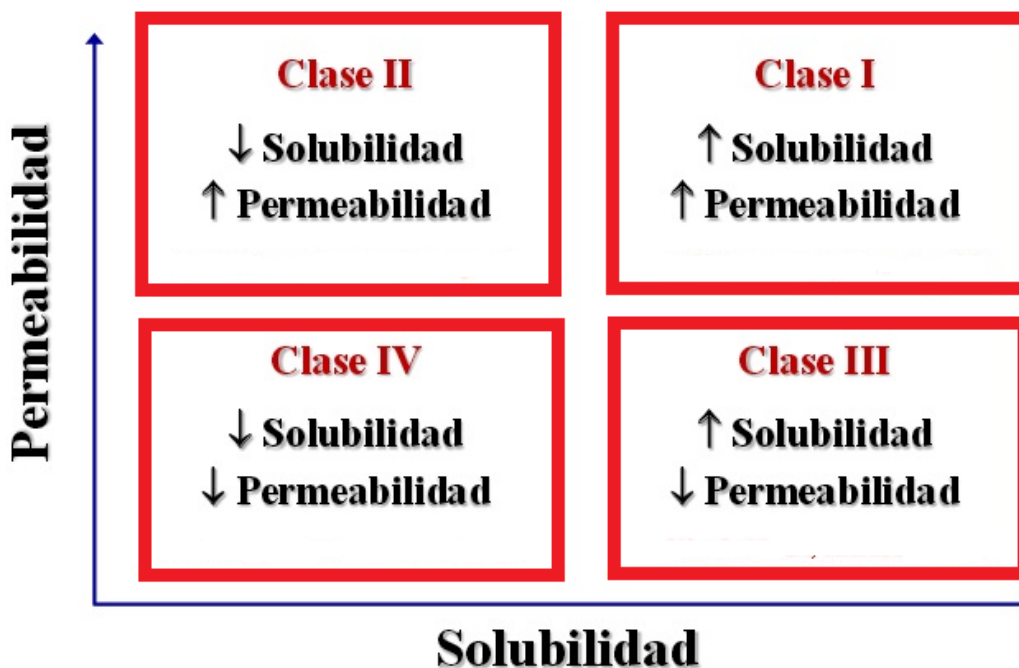 Permeabilidad
Clase II
↓ Solubilidad
↑ Permeabilidad
Clase I
↑ Solubilidad
↑ Permeabilidad
Clase IV
↓ Solubilidad
↓ Permeabilidad
Clase III
↑ Solubilidad
↓ Permeabilidad
Solubilidad